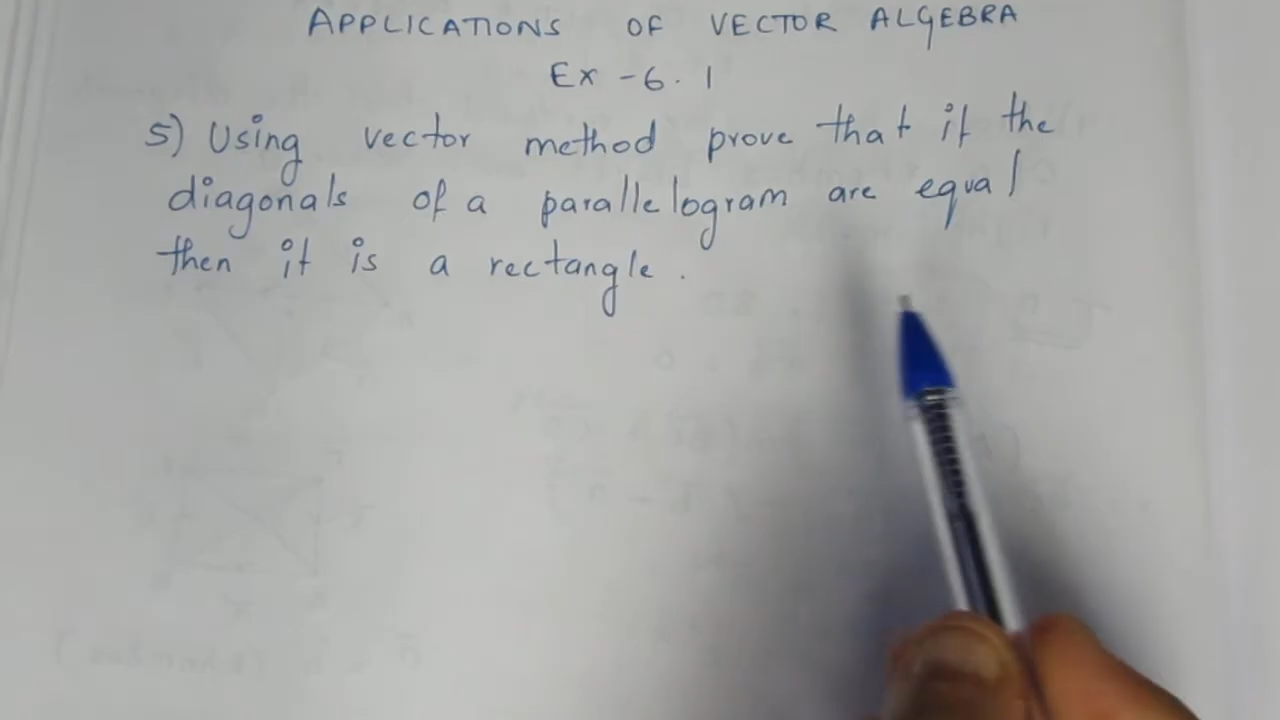 APPLICATIONS OF VECTOR ALGEBRA
Ex - 6.1
5) Using vector method prove that if the
diagonals of a parallelogram are equal
then it is a rectangle.